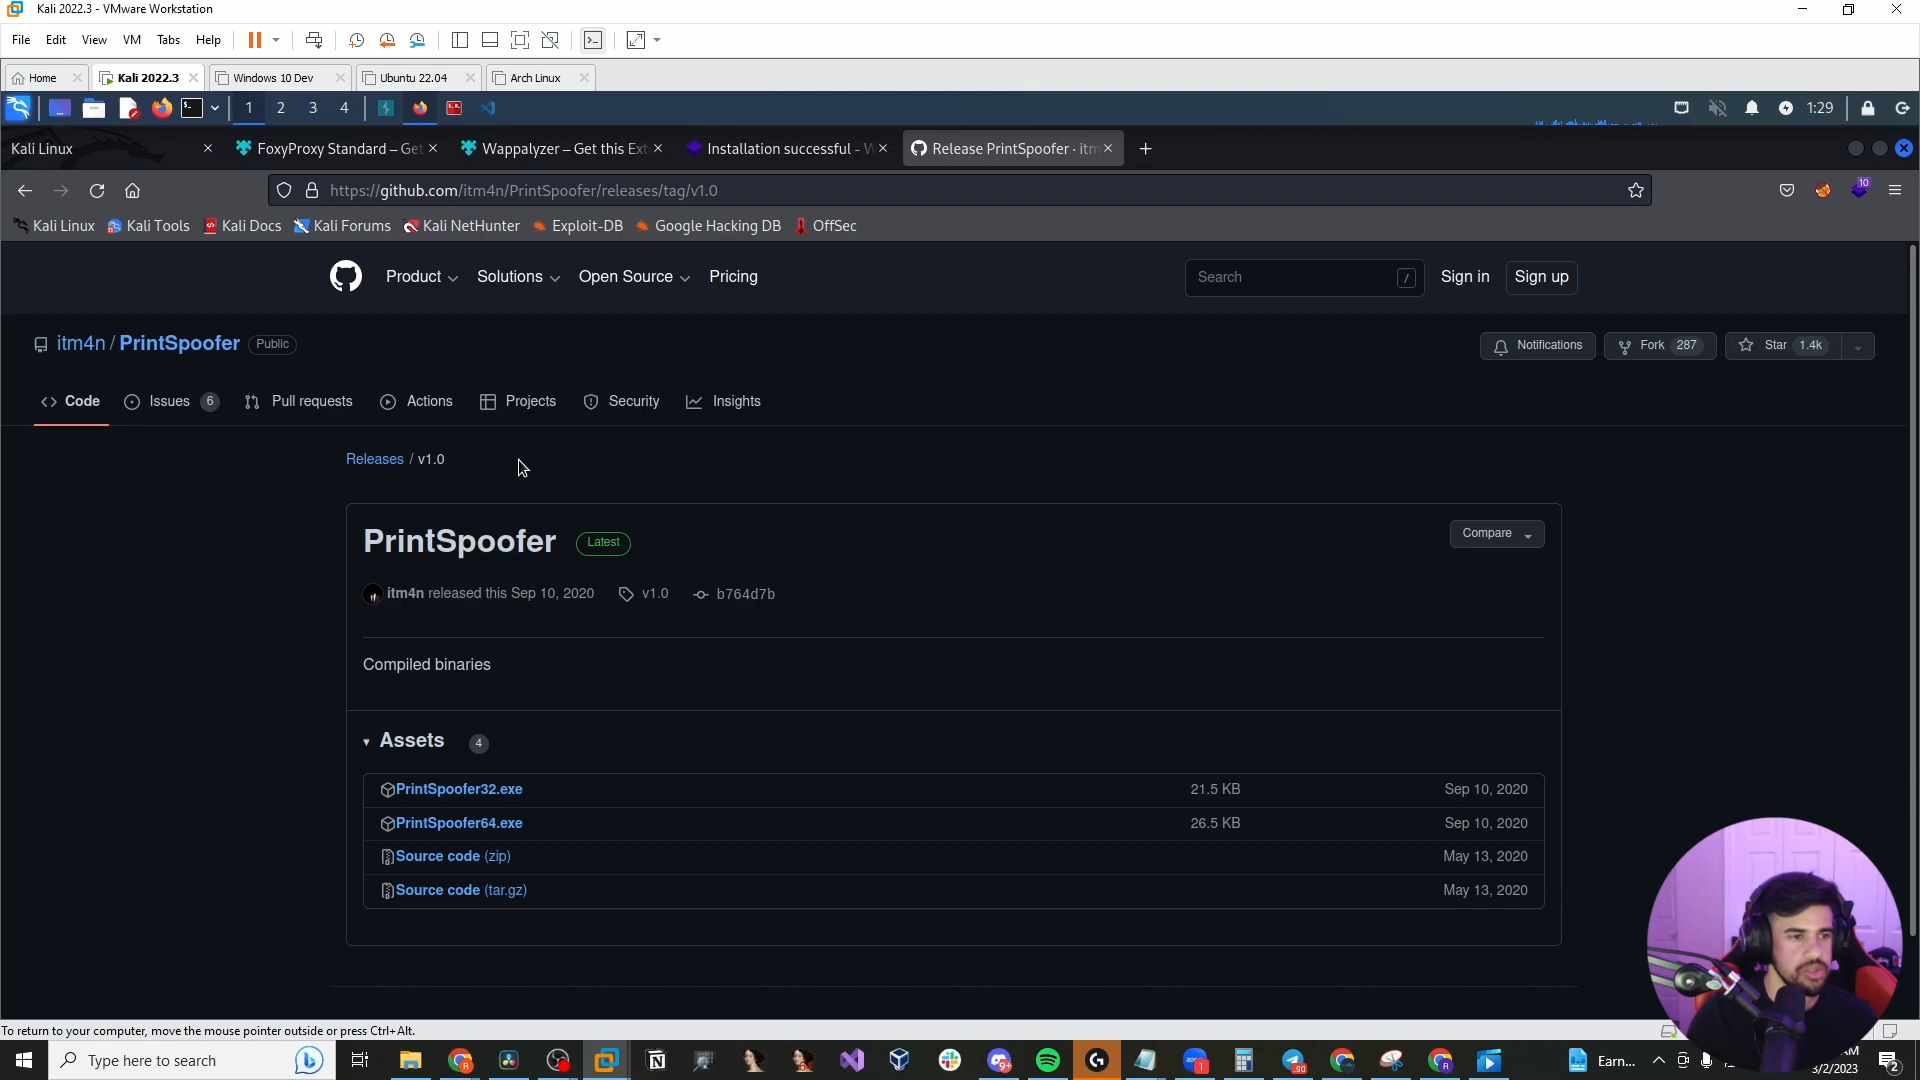 Kali 2022.3 - VMware Workstation
File Edit View VM Tabs Help
Home Kali 2022.3 Windows 10 Dev Ubuntu 22.04 Arch Linux
1 2 3 4 1:29
Kali Linux FoxyProxy Standard – Get Wappalyzer – Get this Ext Installation successful - W Release PrintSpoofer · itm
https://github.com/itm4n/PrintSpoofer/releases/tag/v1.0 10
Kali Linux Kali Tools Kali Docs Kali Forums Kali NetHunter Exploit-DB Google Hacking DB OffSec
Product Solutions Open Source Pricing Search / Sign in Sign up
itm4n / PrintSpoofer Public Notifications Fork 287 Star 1.4k
Code Issues 6 Pull requests Actions Projects Security Insights
Releases / v1.0
PrintSpoofer Latest Compare
itm4n released this Sep 10, 2020 v1.0 b764d7b
Compiled binaries
Assets 4
PrintSpoofer32.exe 21.5 KB Sep 10, 2020
PrintSpoofer64.exe 26.5 KB Sep 10, 2020
Source code (zip) May 13, 2020
Source code (tar.gz) May 13, 2020
To return to your computer, move the mouse pointer outside or press Ctrl+Alt.
Type here to search Earn... AM
3/2/2023 2